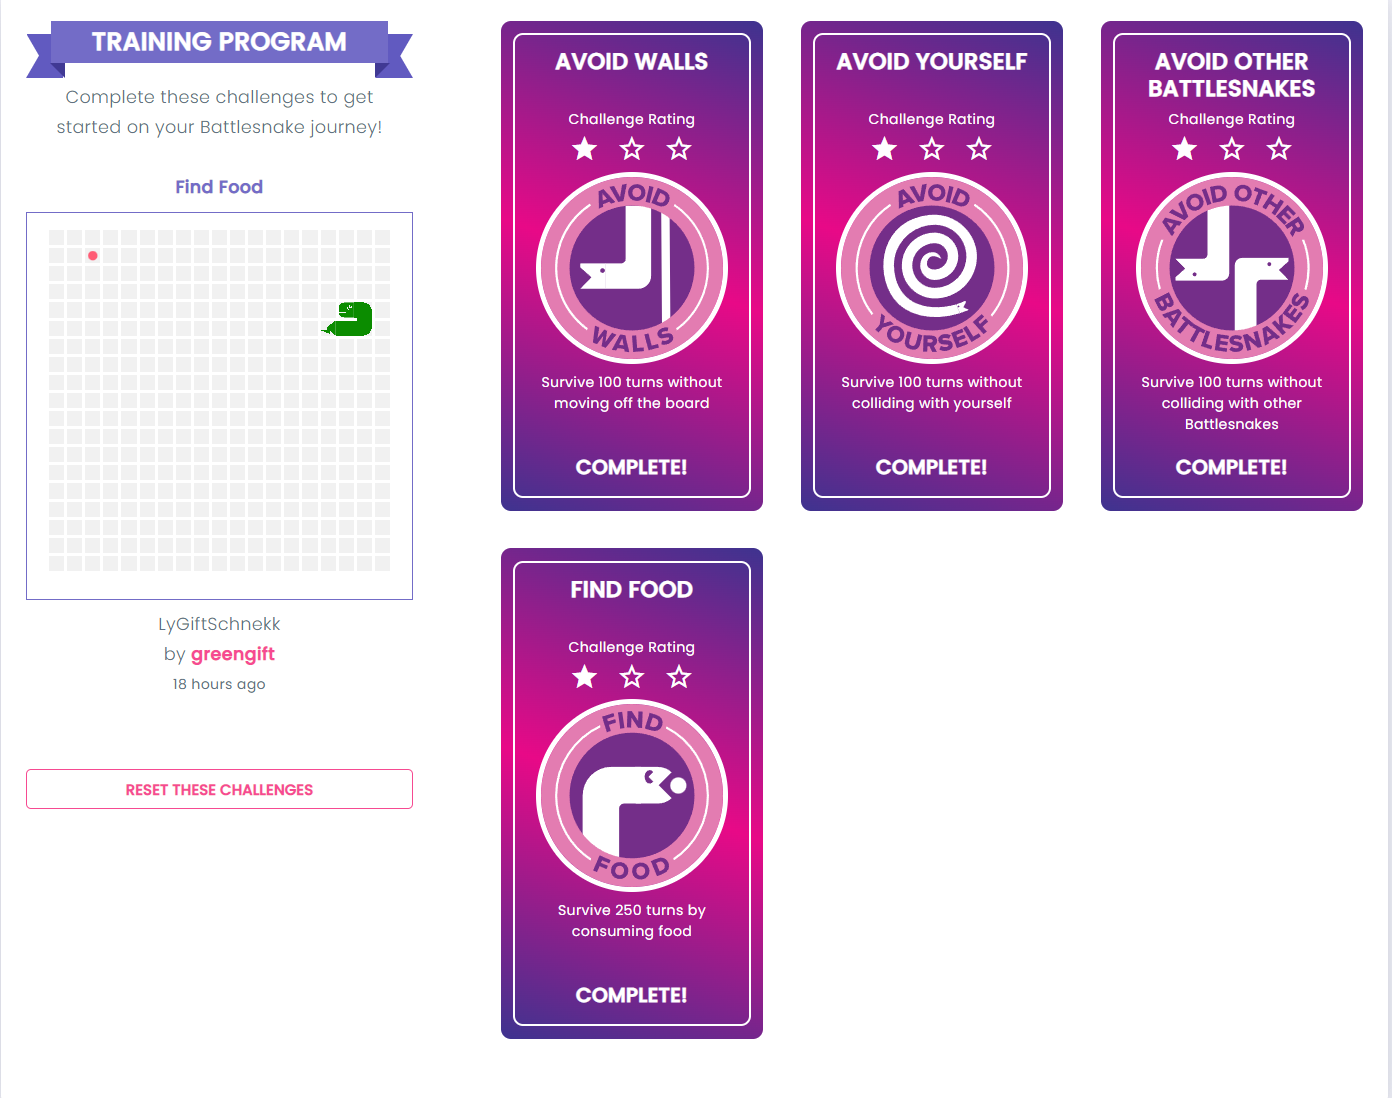 TRAINING PROGRAM
Complete these challenges to get
started on your Battlesnake journey!
Find Food
LyGiftSchnekk
by greengift
18 hours ago
RESET THESE CHALLENGES
AVOID WALLS
Challenge Rating
AVOID
WALLS
Survive 100 turns without
moving off the board
COMPLETE!
AVOID YOURSELF
Challenge Rating
AVOID
YOURSELF
Survive 100 turns without
colliding with yourself
COMPLETE!
AVOID OTHER
BATTLESNAKES
Challenge Rating
AVOID OTHER
BATTLESNAKES
Survive 100 turns without
colliding with other
Battlesnakes
COMPLETE!
FIND FOOD
Challenge Rating
FIND
FOOD
Survive 250 turns by
consuming food
COMPLETE!